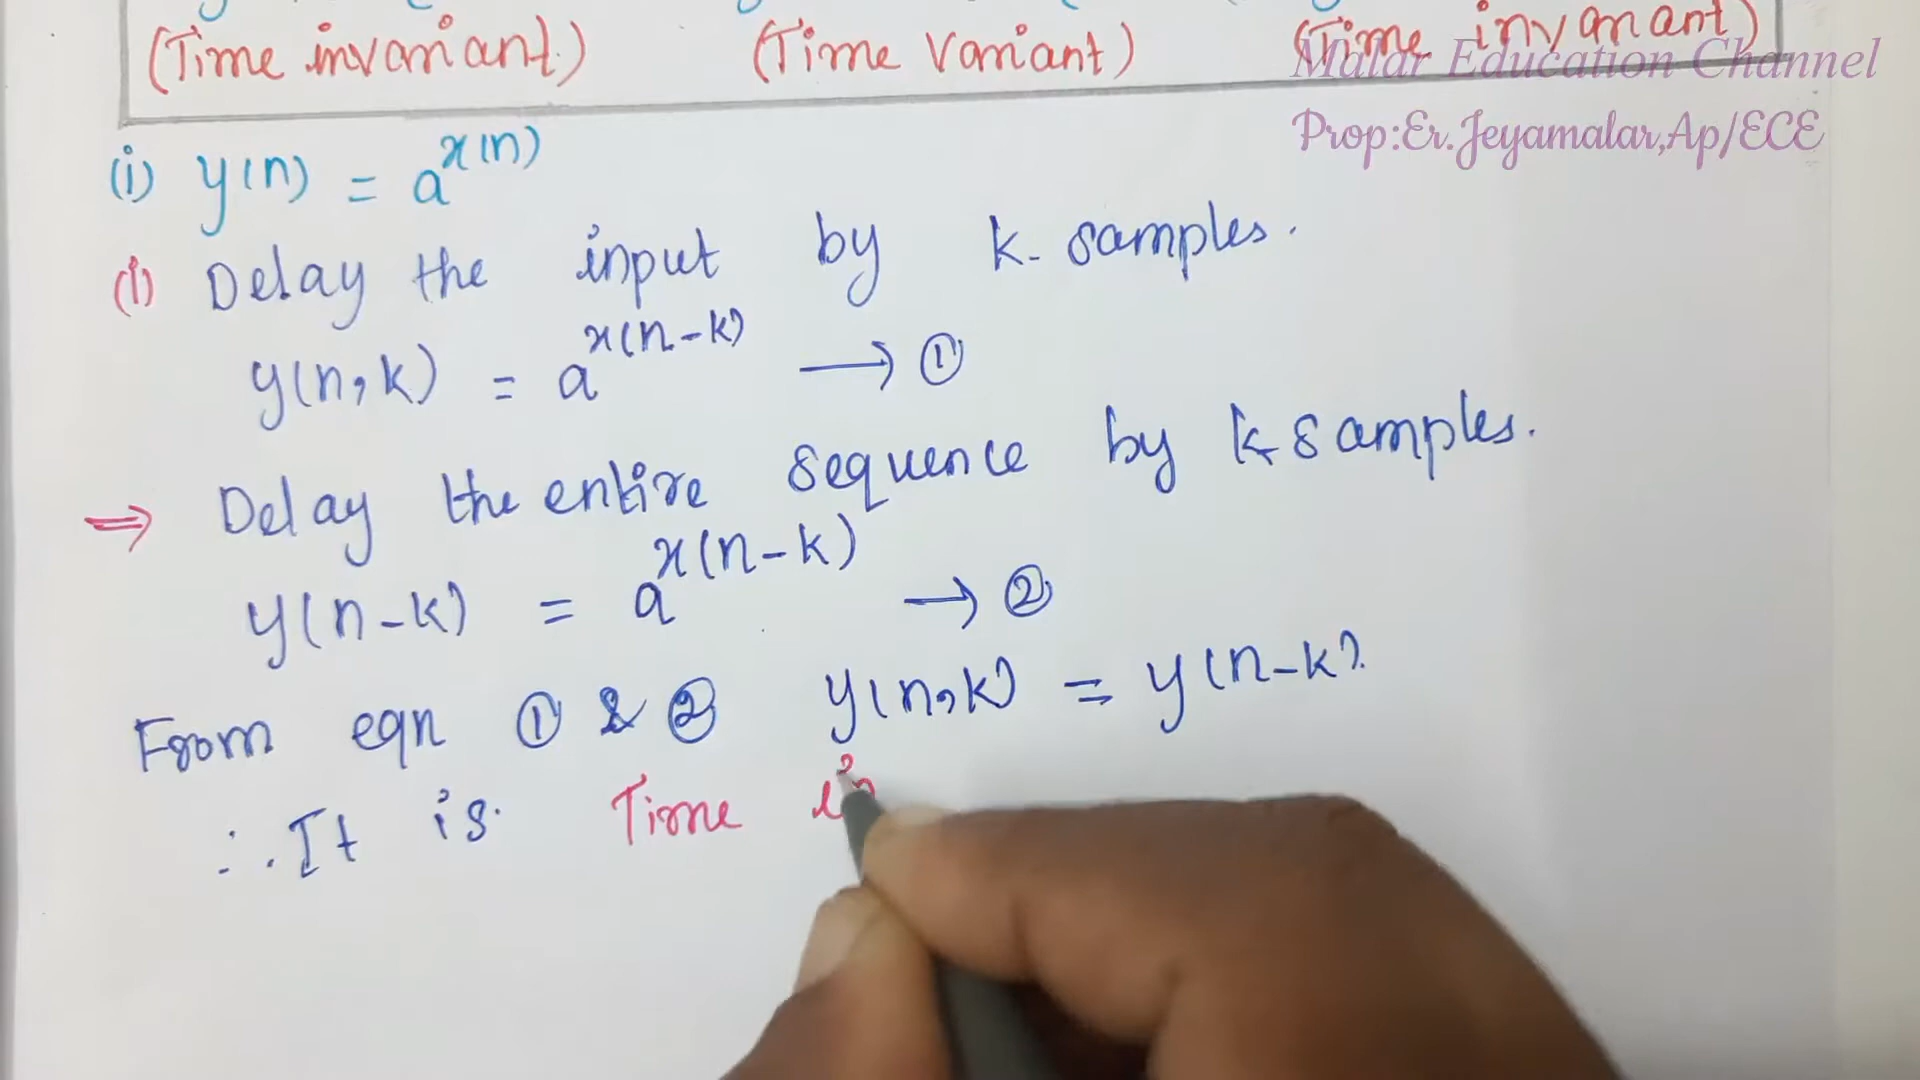 (Time invariant.) (Time Variant) (Time invariant)
Malar Education Channel
Prop:Er.Jeyamalar,Ap/ECE
(i) y(n) = a^x(n)
(i) Delay the input by k- samples.
y(n,k) = a^x(n-k) → ①
⇒ Delay the entire sequence by k samples.
y(n-k) = a^x(n-k) → ②
From eqn ① & ② y(n,k) = y(n-k).
∴ It is. Time in